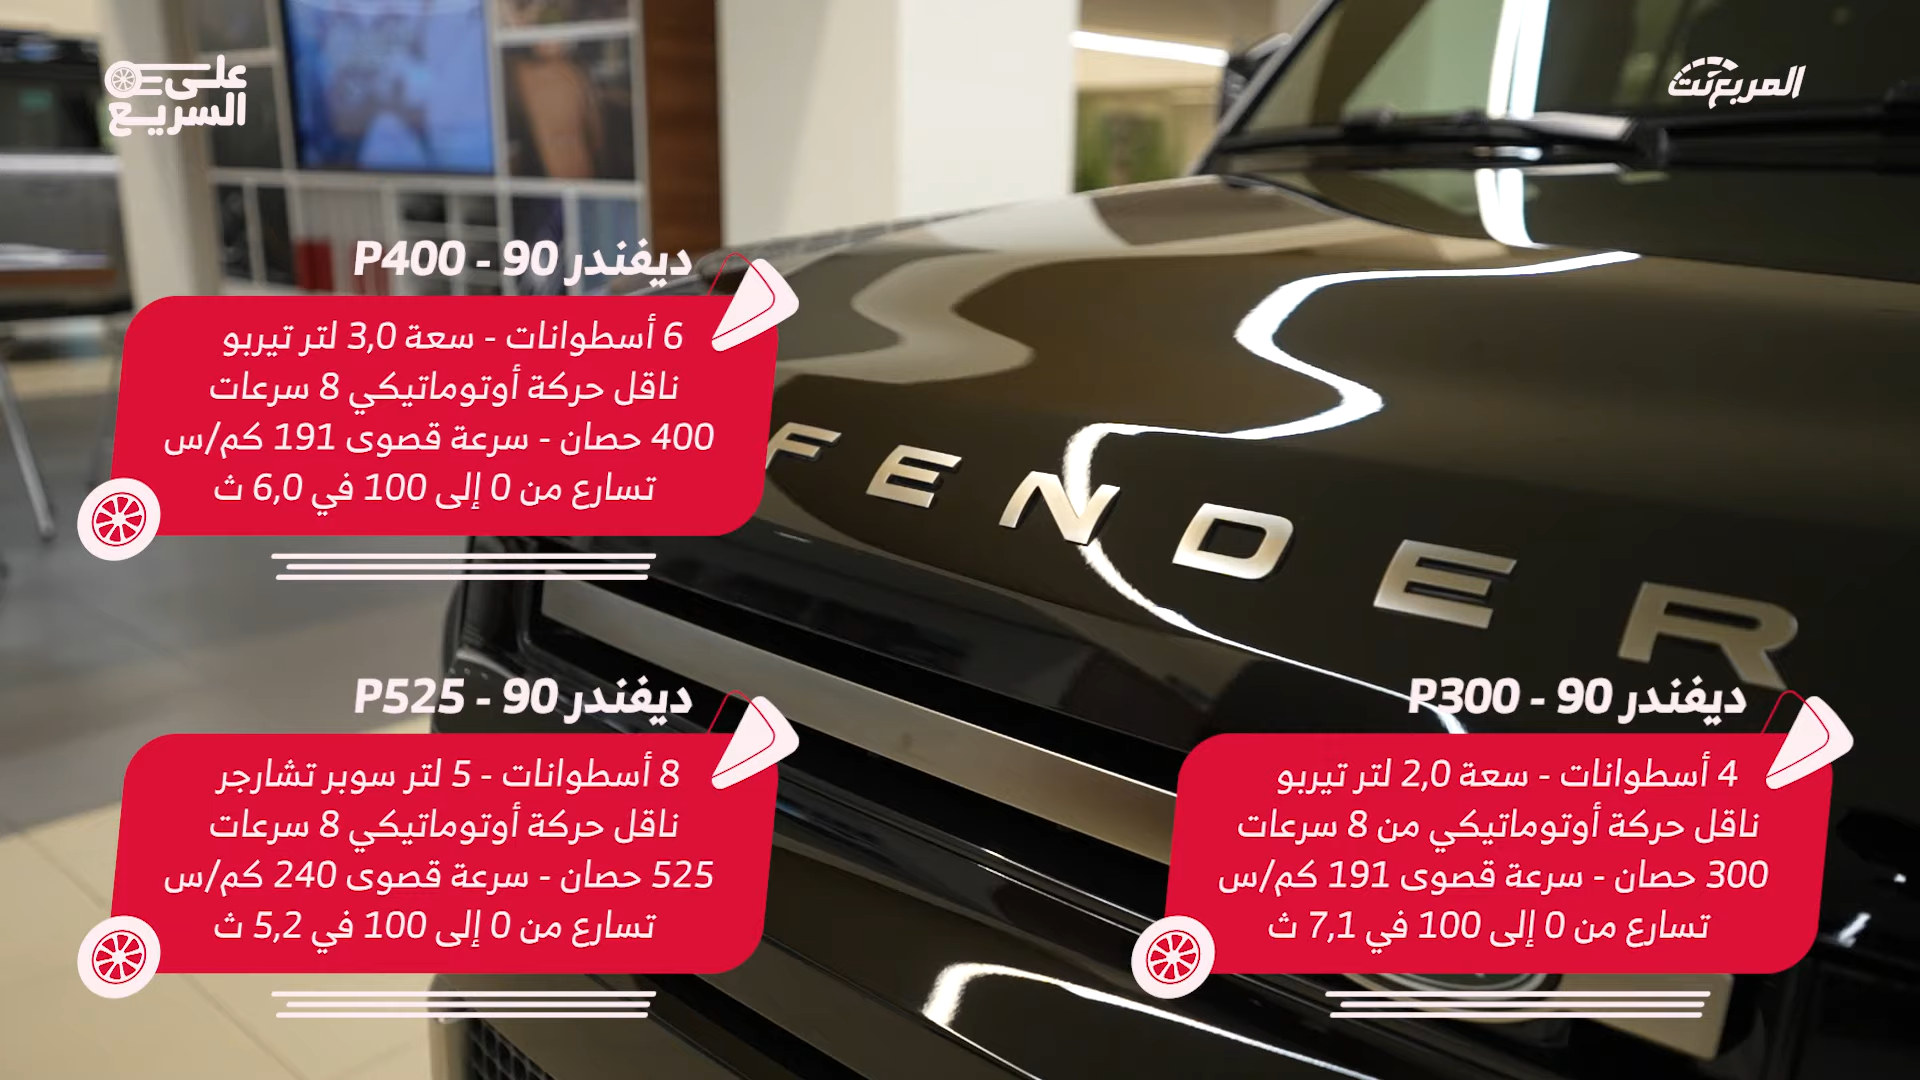 على
السريع
المربع نت
ديفندر 90 - P400
6 أسطوانات - سعة 3,0 لتر تيربو
ناقل حركة أوتوماتيكي 8 سرعات
400 حصان - سرعة قصوى 191 كم/س
تسارع من 0 إلى 100 في 6,0 ث
FENDER
ديفندر 90 - P300
4 أسطوانات - سعة 2,0 لتر تيربو
ناقل حركة أوتوماتيكي من 8 سرعات
300 حصان - سرعة قصوى 191 كم/س
تسارع من 0 إلى 100 في 7,1 ث
ديفندر 90 - P525
8 أسطوانات - 5 لتر سوبر تشارجر
ناقل حركة أوتوماتيكي 8 سرعات
525 حصان - سرعة قصوى 240 كم/س
تسارع من 0 إلى 100 في 5,2 ث